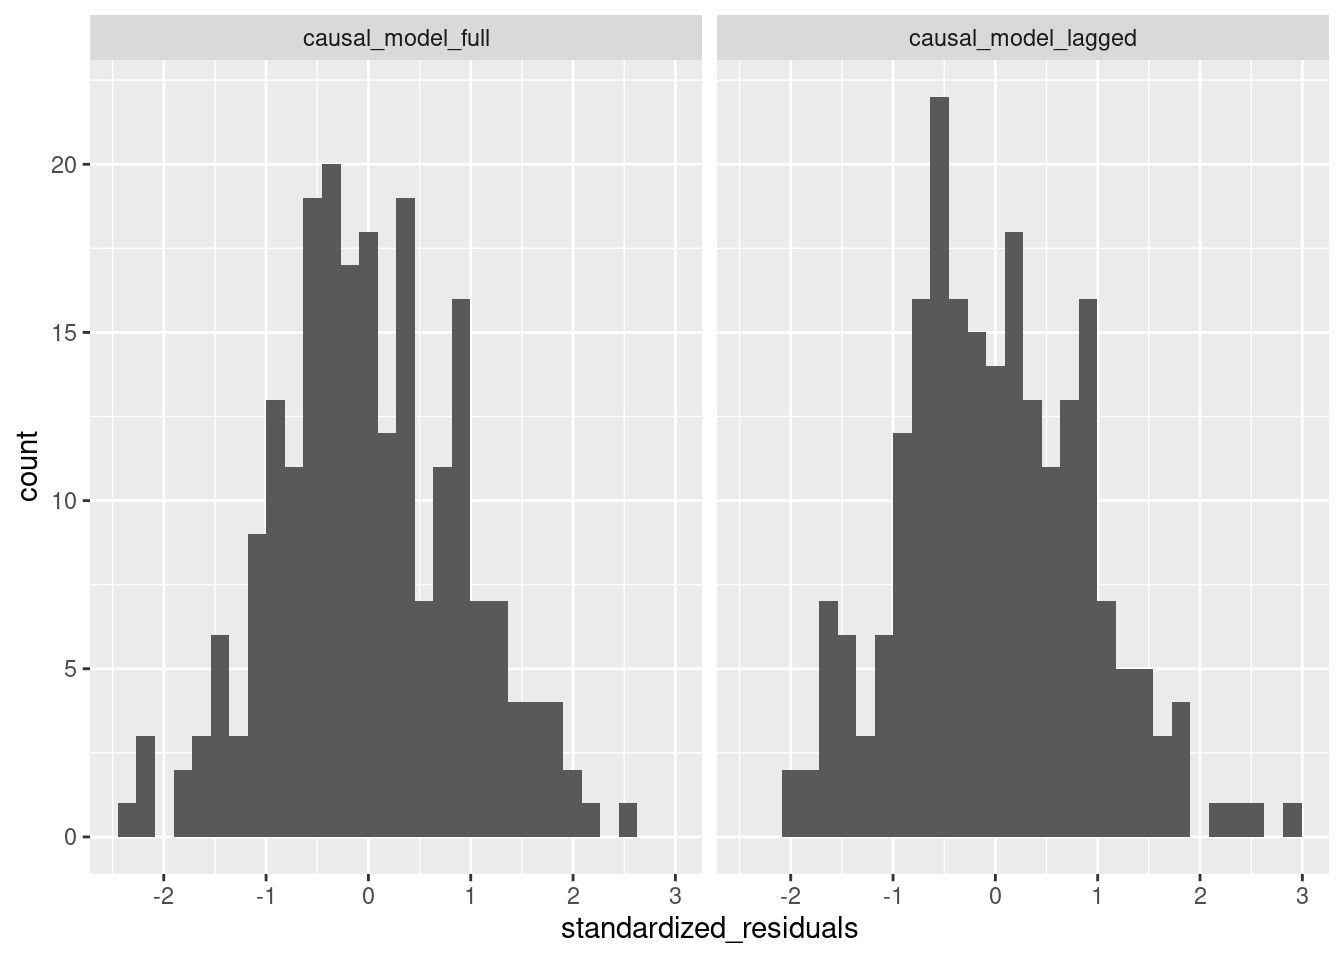 causal_model_full
causal_model_lagged
count
20
15
10
5
0
-2 -1 0 1 2 3
-2 -1 0 1 2 3
standardized_residuals